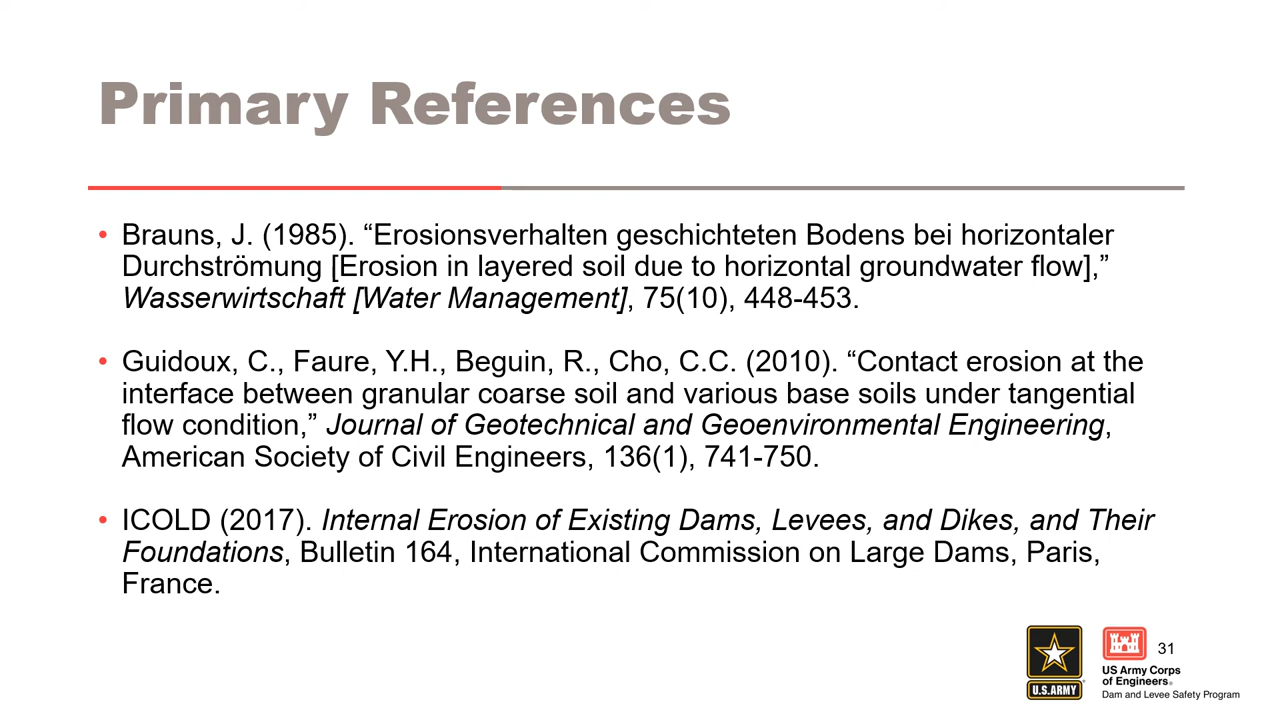 Primary References
• Brauns, J. (1985). “Erosionsverhalten geschichteten Bodens bei horizontaler
Durchströmung [Erosion in layered soil due to horizontal groundwater flow],”
Wasserwirtschaft [Water Management], 75(10), 448-453.
• Guidoux, C., Faure, Y.H., Beguin, R., Cho, C.C. (2010). “Contact erosion at the
interface between granular coarse soil and various base soils under tangential
flow condition,” Journal of Geotechnical and Geoenvironmental Engineering,
American Society of Civil Engineers, 136(1), 741-750.
• ICOLD (2017). Internal Erosion of Existing Dams, Levees, and Dikes, and Their
Foundations, Bulletin 164, International Commission on Large Dams, Paris,
France.
U.S. ARMY
31
US Army Corps
of Engineers®
Dam and Levee Safety Program